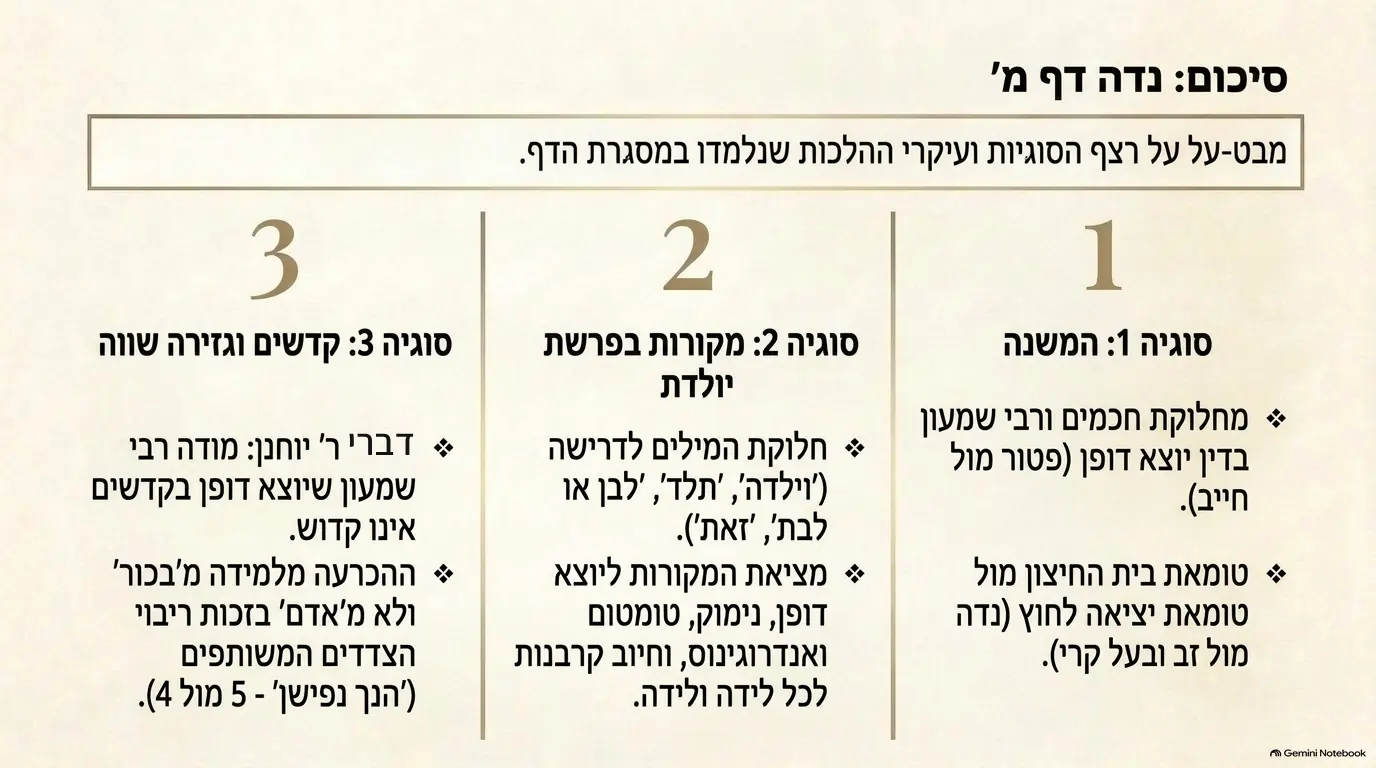 סיכום: נדה דף מ'
מבט-על על רצף הסוגיות ועיקרי ההלכות שנלמדו במסגרת הדף.
1
סוגיה 1: המשנה
❖ מחלוקת חכמים ורבי שמעון
בדין יוצא דופן (פטור מול
חייב).
❖ טומאת בית החיצון מול
טומאת יציאה לחוץ (נדה
מול זב ובעל קרי).
2
סוגיה 2: מקורות בפרשת
יולדת
❖ חלוקת המילים לדרישה
('וילדה', 'תלד', 'לבן או
לבת', 'זאת').
❖ מציאת המקורות ליוצא
דופן, נימוק, טומטום
ואנדרוגינוס, וחיוב קרבנות
לכל לידה ולידה.
3
סוגיה 3: קדשים וגזירה שווה
❖ דברי ר' יוחנן: מודה רבי
שמעון שיוצא דופן בקדשים
אינו קדוש.
❖ ההכרעה מלמידה מ'בכור'
ולא מ'אדם' בזכות ריבוי
הצדדים המשותפים
('הנך נפישן' - 5 מול 4).
Gemini Notebook